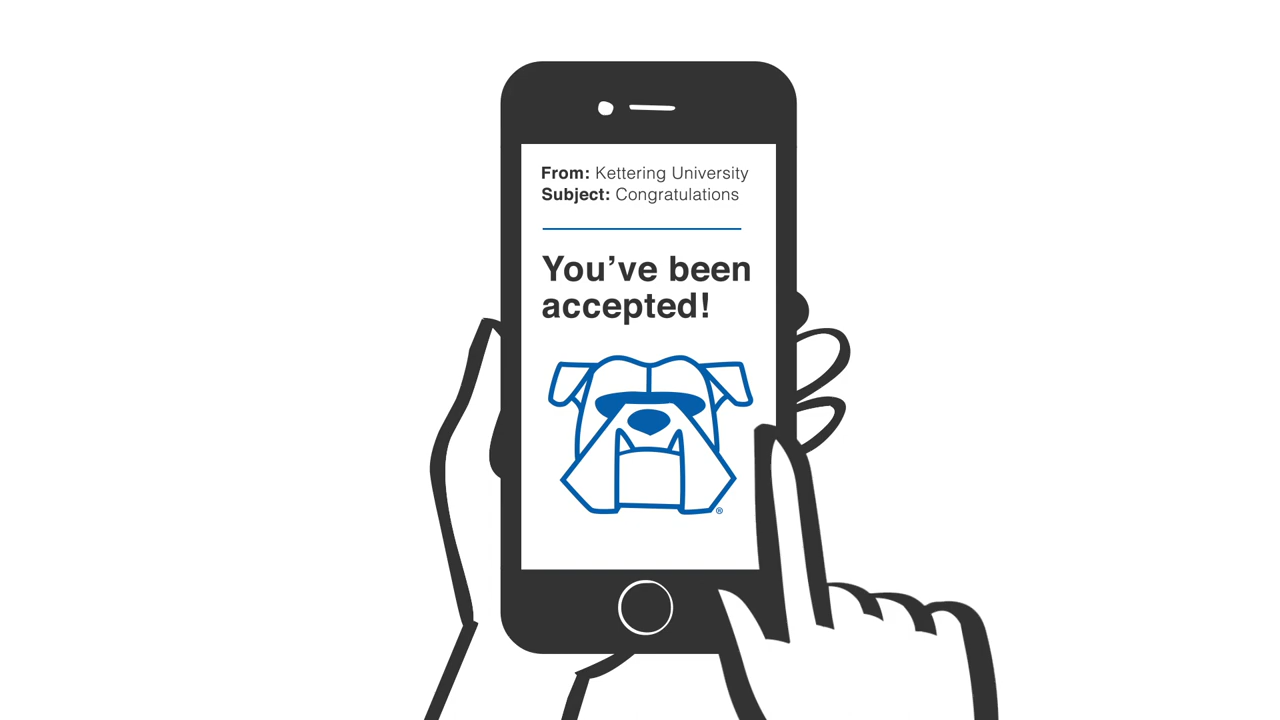 From: Kettering University
Subject: Congratulations
You’ve been
accepted!
®